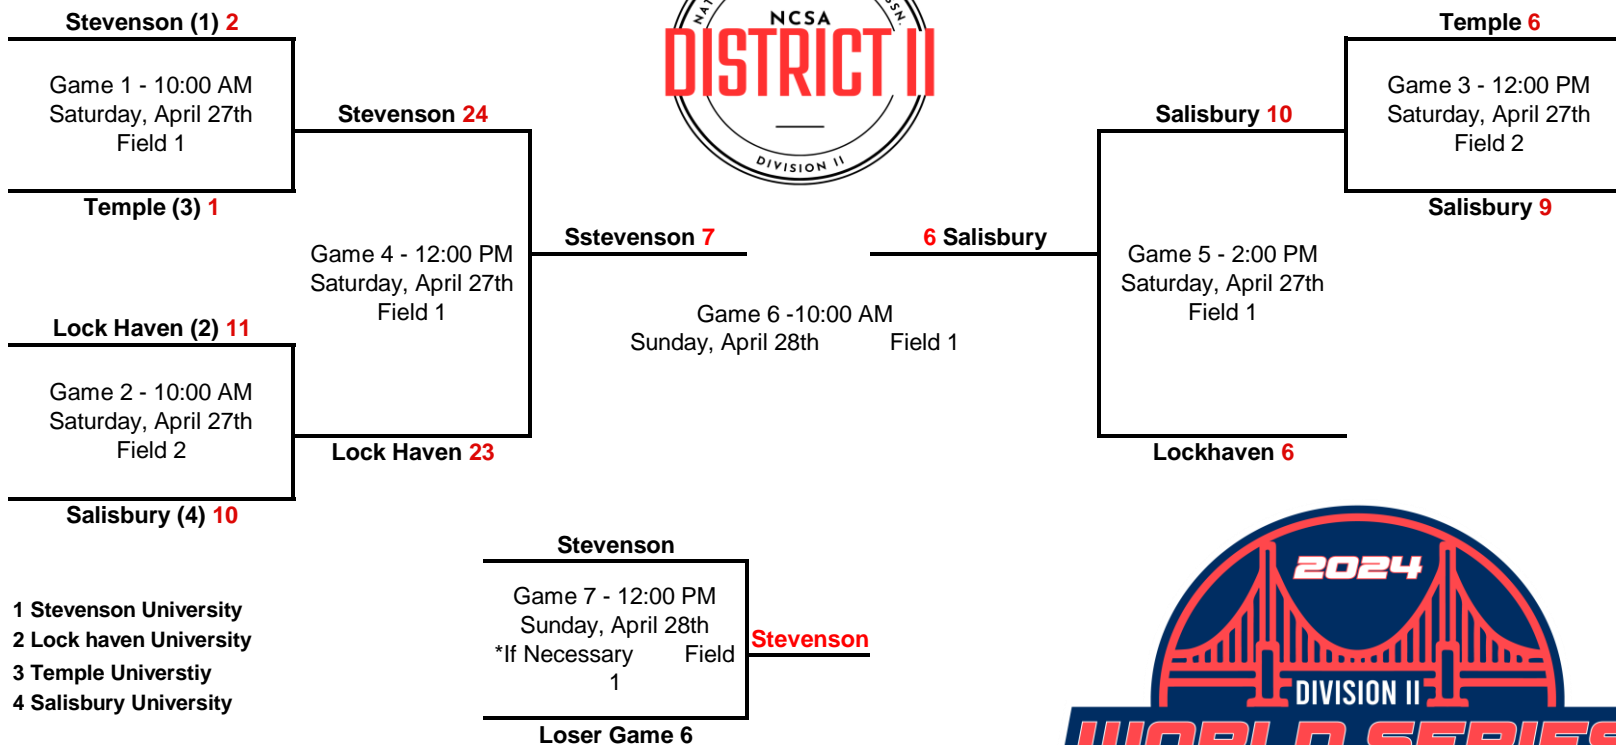 Stevenson (1) 2
Game 1 - 10:00 AM
Saturday, April 27th
Field 1
Temple (3) 1
Lock Haven (2) 11
Game 2 - 10:00 AM
Saturday, April 27th
Field 2
Salisbury (4) 10
Stevenson 24
Game 4 - 12:00 PM
Saturday, April 27th
Field 1
Lock Haven 23
NCSA
DISTRICT II
DIVISION II
Sstevenson 7
6 Salisbury
Game 6 -10:00 AM
Sunday, April 28th Field 1
Salisbury 10
Game 5 - 2:00 PM
Saturday, April 27th
Field 1
Lockhaven 6
Temple 6
Game 3 - 12:00 PM
Saturday, April 27th
Field 2
Salisbury 9
Stevenson
Game 7 - 12:00 PM
Sunday, April 28th
*If Necessary Field
1
Loser Game 6
Stevenson
1 Stevenson University
2 Lock haven University
3 Temple Universtiy
4 Salisbury University
2024
DIVISION II
WORLD SERIES